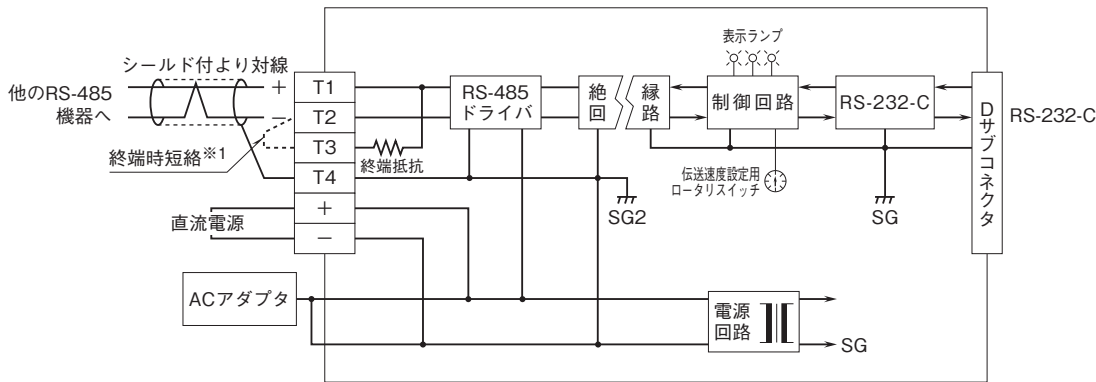 表示ランプ
シールド付より対線
他のRS-485
機器へ
+
−
T1
T2
T3
T4
+
−
RS-485
ドライバ
絶
回
縁
路
制御回路
RS-232-C
Dサブコネクタ
RS-232-C
終端時短絡※1
終端抵抗
伝送速度設定用
ロータリスイッチ
SG2
SG
直流電源
ACアダプタ
電源
回路
SG